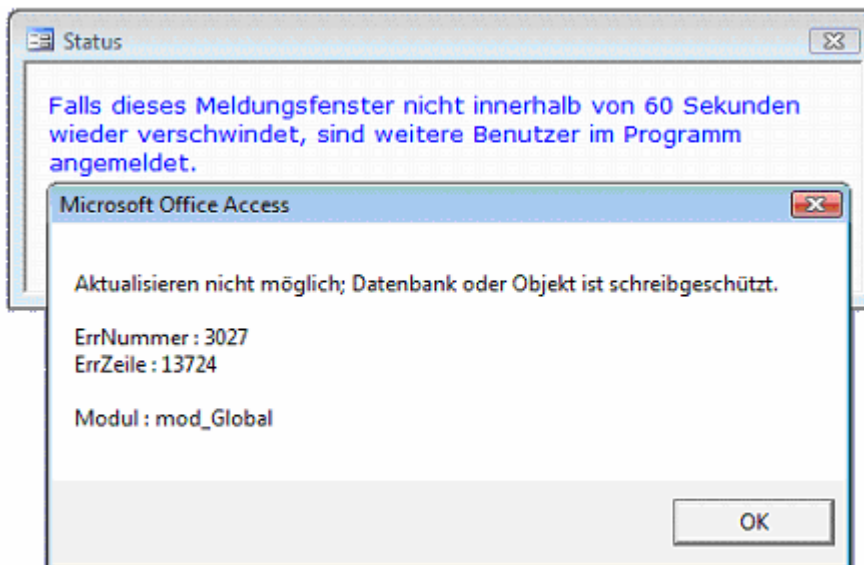 Status
Falls dieses Meldungsfenster nicht innerhalb von 60 Sekunden
wieder verschwindet, sind weitere Benutzer im Programm
angemeldet.
Microsoft Office Access
Aktualisieren nicht möglich; Datenbank oder Objekt ist schreibgeschützt.
ErrNummer : 3027
ErrZeile : 13724
Modul : mod_Global
OK